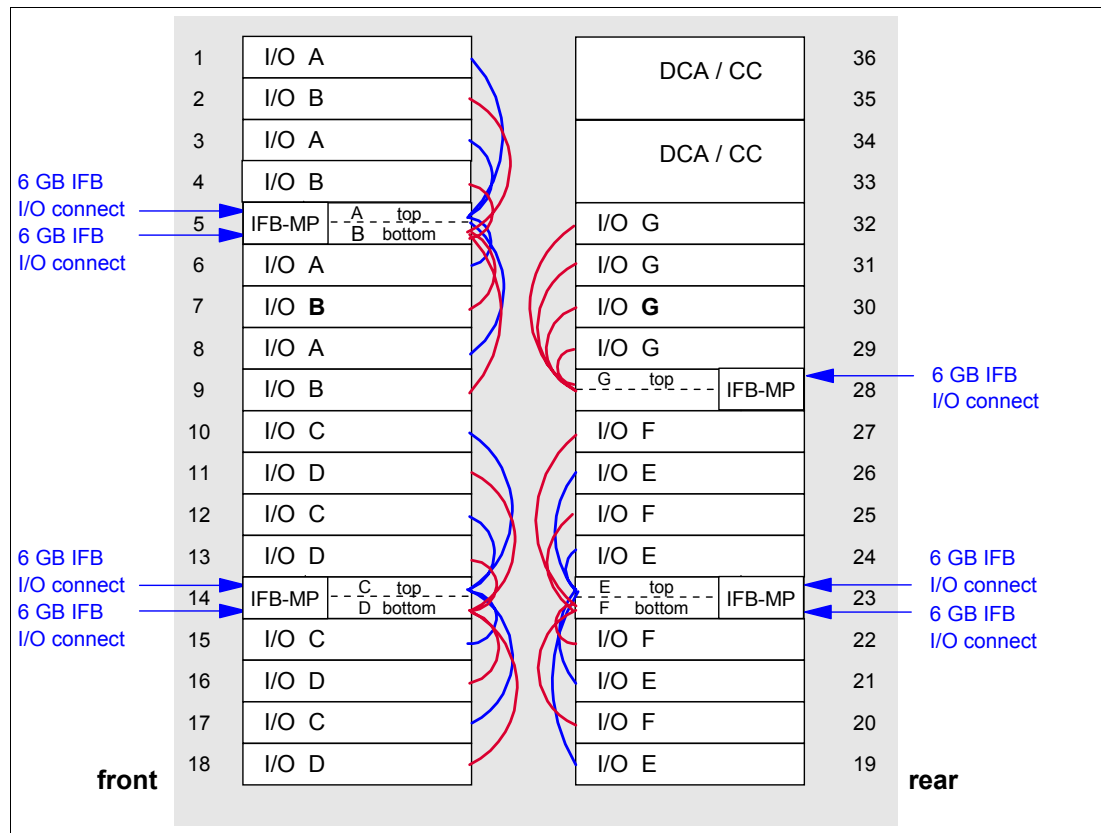 1 I/O A DCA / CC 36
2 I/O B 35
3 I/O A DCA / CC 34
4 I/O B 33
6 GB IFB
I/O connect
6 GB IFB
I/O connect
5 IFB-MP A top
B bottom
I/O G 32
6 I/O A I/O G 31
7 I/O B I/O G 30
8 I/O A I/O G 29
9 I/O B G top IFB-MP 28
6 GB IFB
I/O connect
10 I/O C I/O F 27
11 I/O D I/O E 26
12 I/O C I/O F 25
13 I/O D I/O E 24
6 GB IFB
I/O connect
6 GB IFB
I/O connect
14 IFB-MP C top
D bottom
E top
F bottom
IFB-MP 23
6 GB IFB
I/O connect
6 GB IFB
I/O connect
15 I/O C I/O F 22
16 I/O D I/O E 21
17 I/O C I/O F 20
18 I/O D I/O E 19
front rear